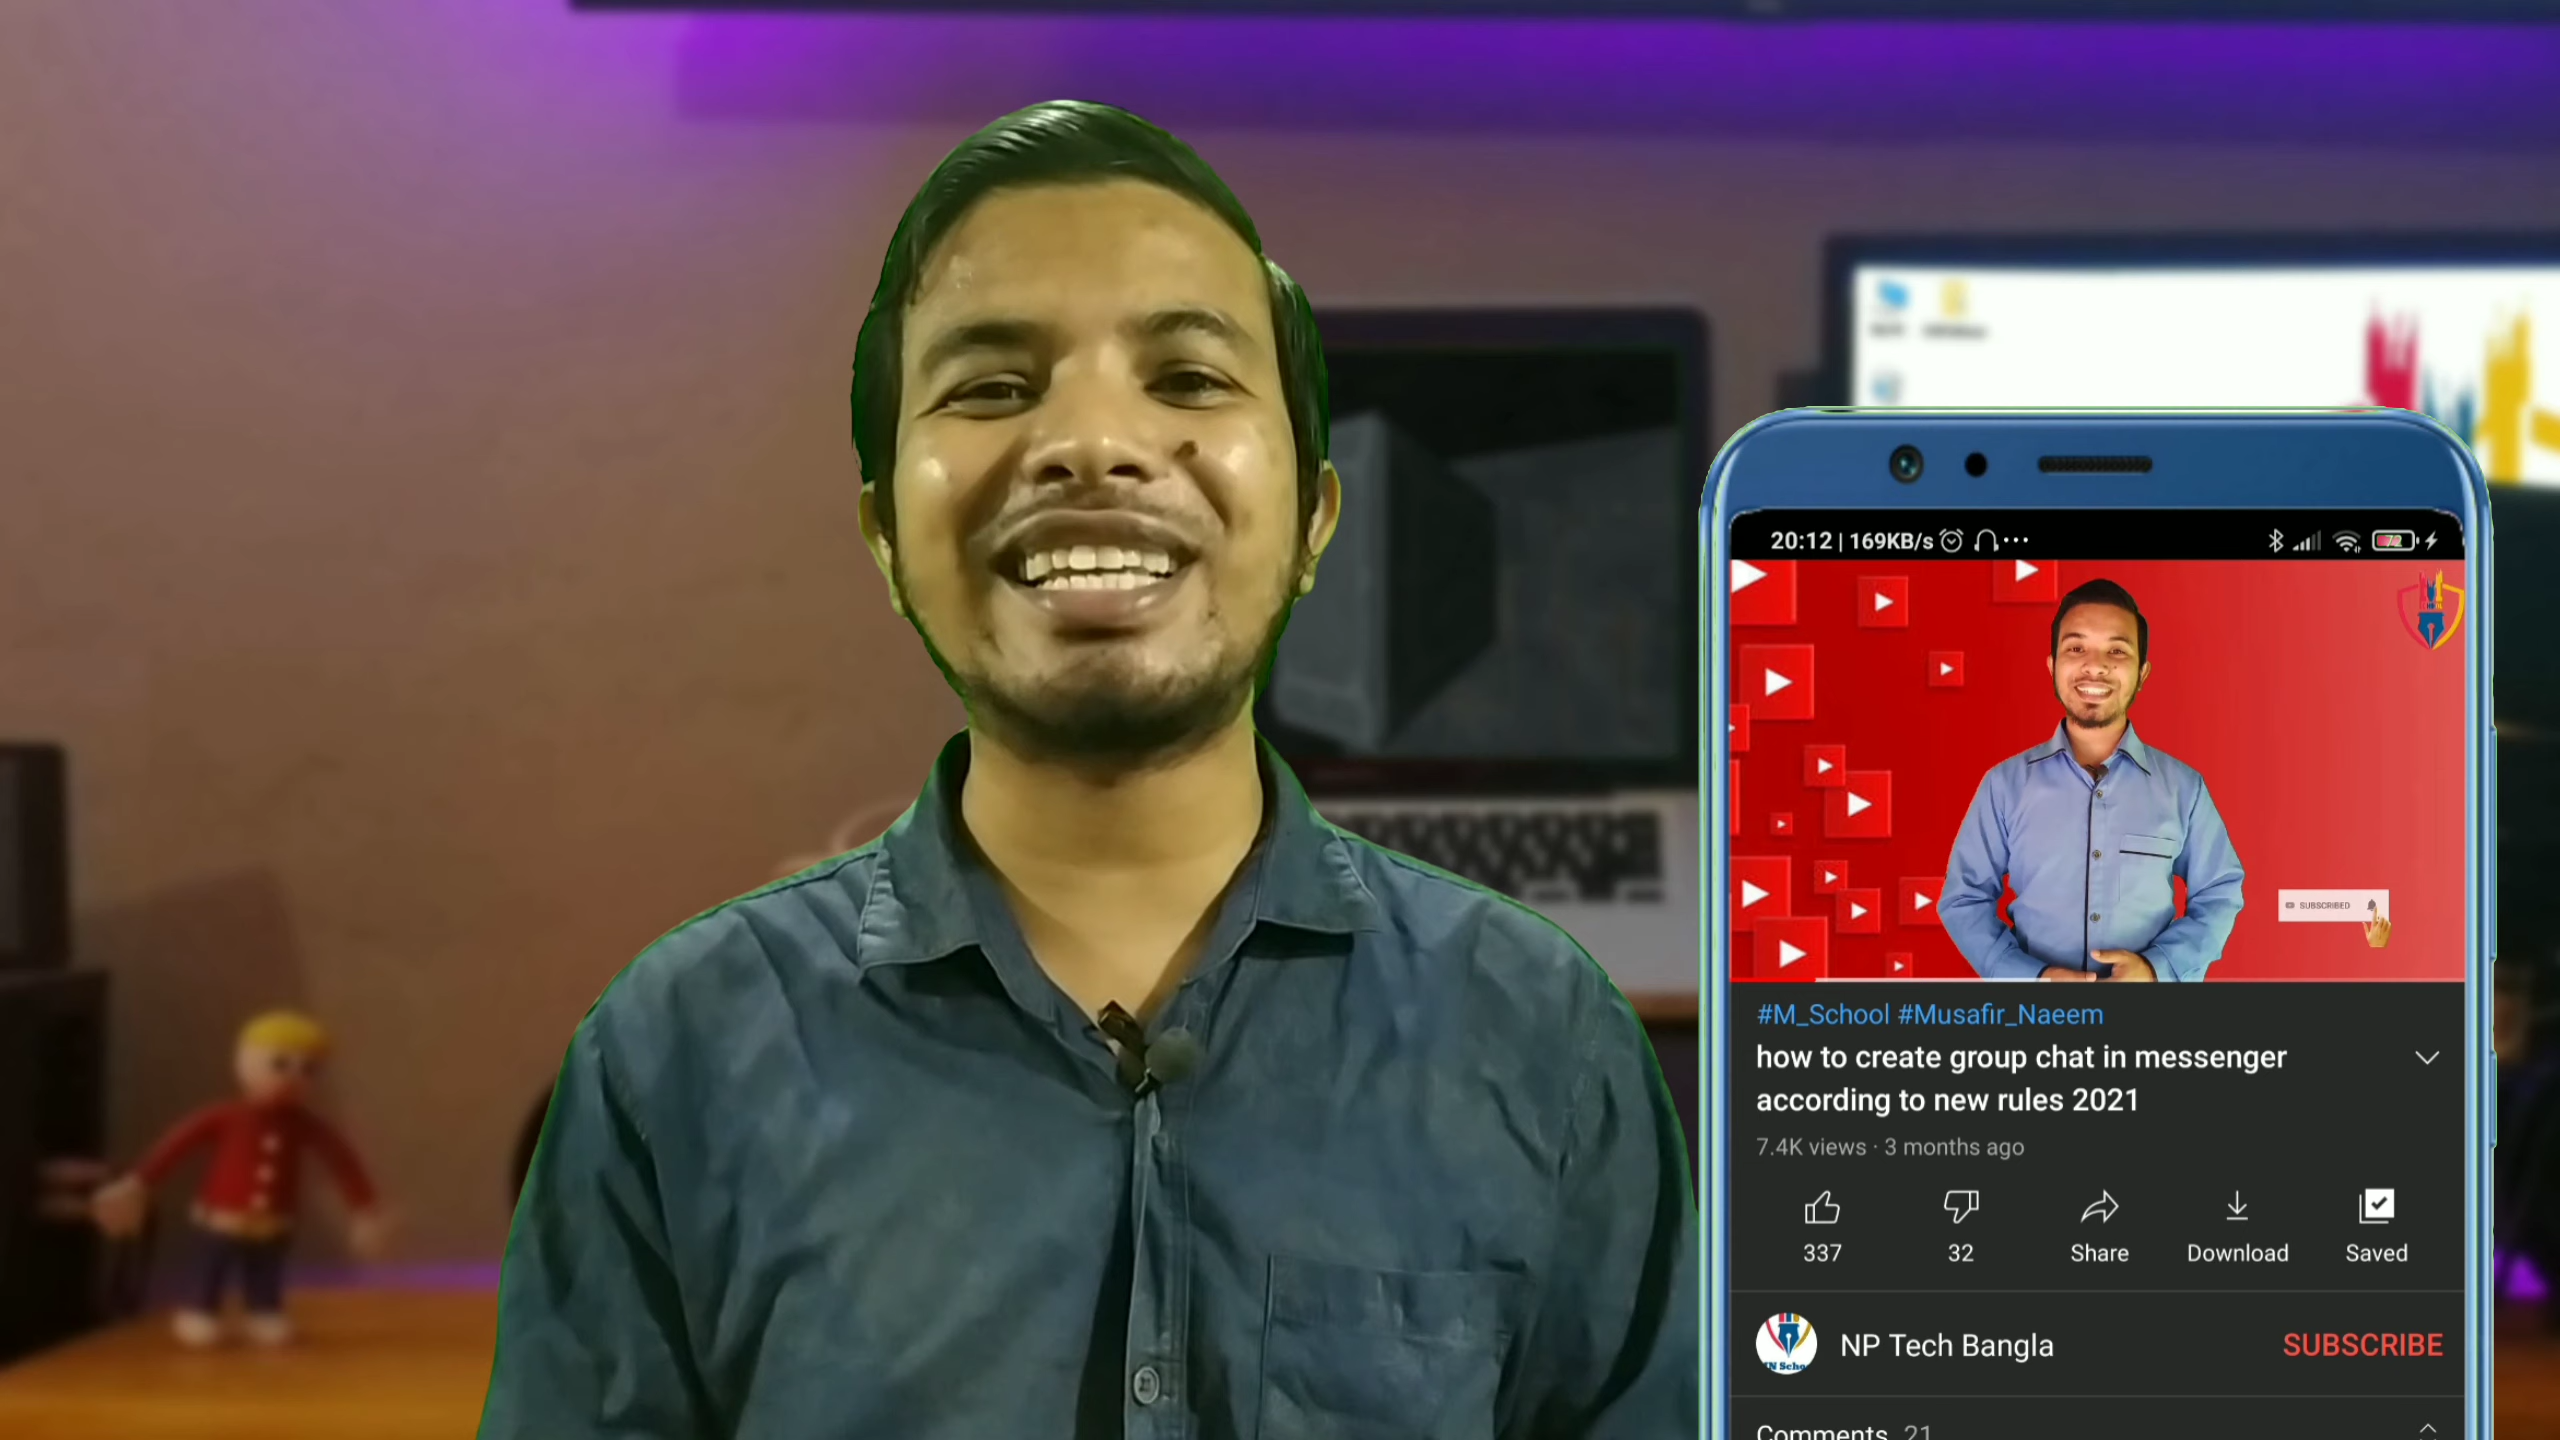 20:12 | 169KB/s
72
SUBSCRIBED
#M_School #Musafir_Naeem
how to create group chat in messenger
according to new rules 2021
7.4K views · 3 months ago
337
32
Share
Download
Saved
NP Tech Bangla
SUBSCRIBE
Comments 21